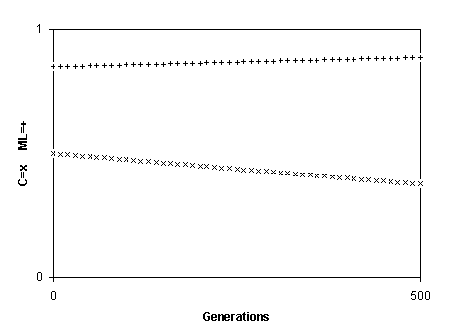 1
C=x ML=+
0
0 500
Generations